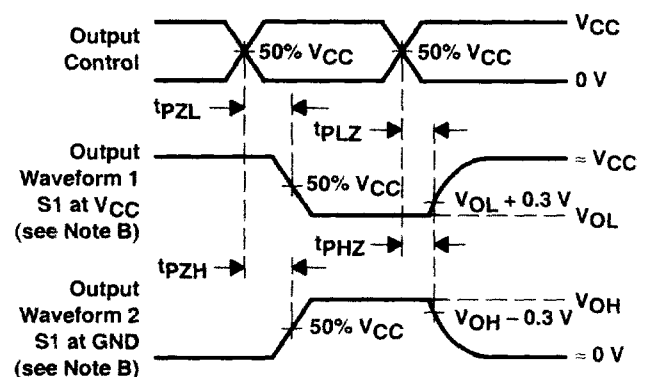 Output
Control
50% VCC
50% VCC
VCC
0 V
tPZL
tPLZ
Output
Waveform 1
S1 at VCC
(see Note B)
50% VCC
≈ VCC
VOL + 0.3 V
VOL
tPZH
tPHZ
Output
Waveform 2
S1 at GND
(see Note B)
50% VCC
VOH
VOH − 0.3 V
≈ 0 V